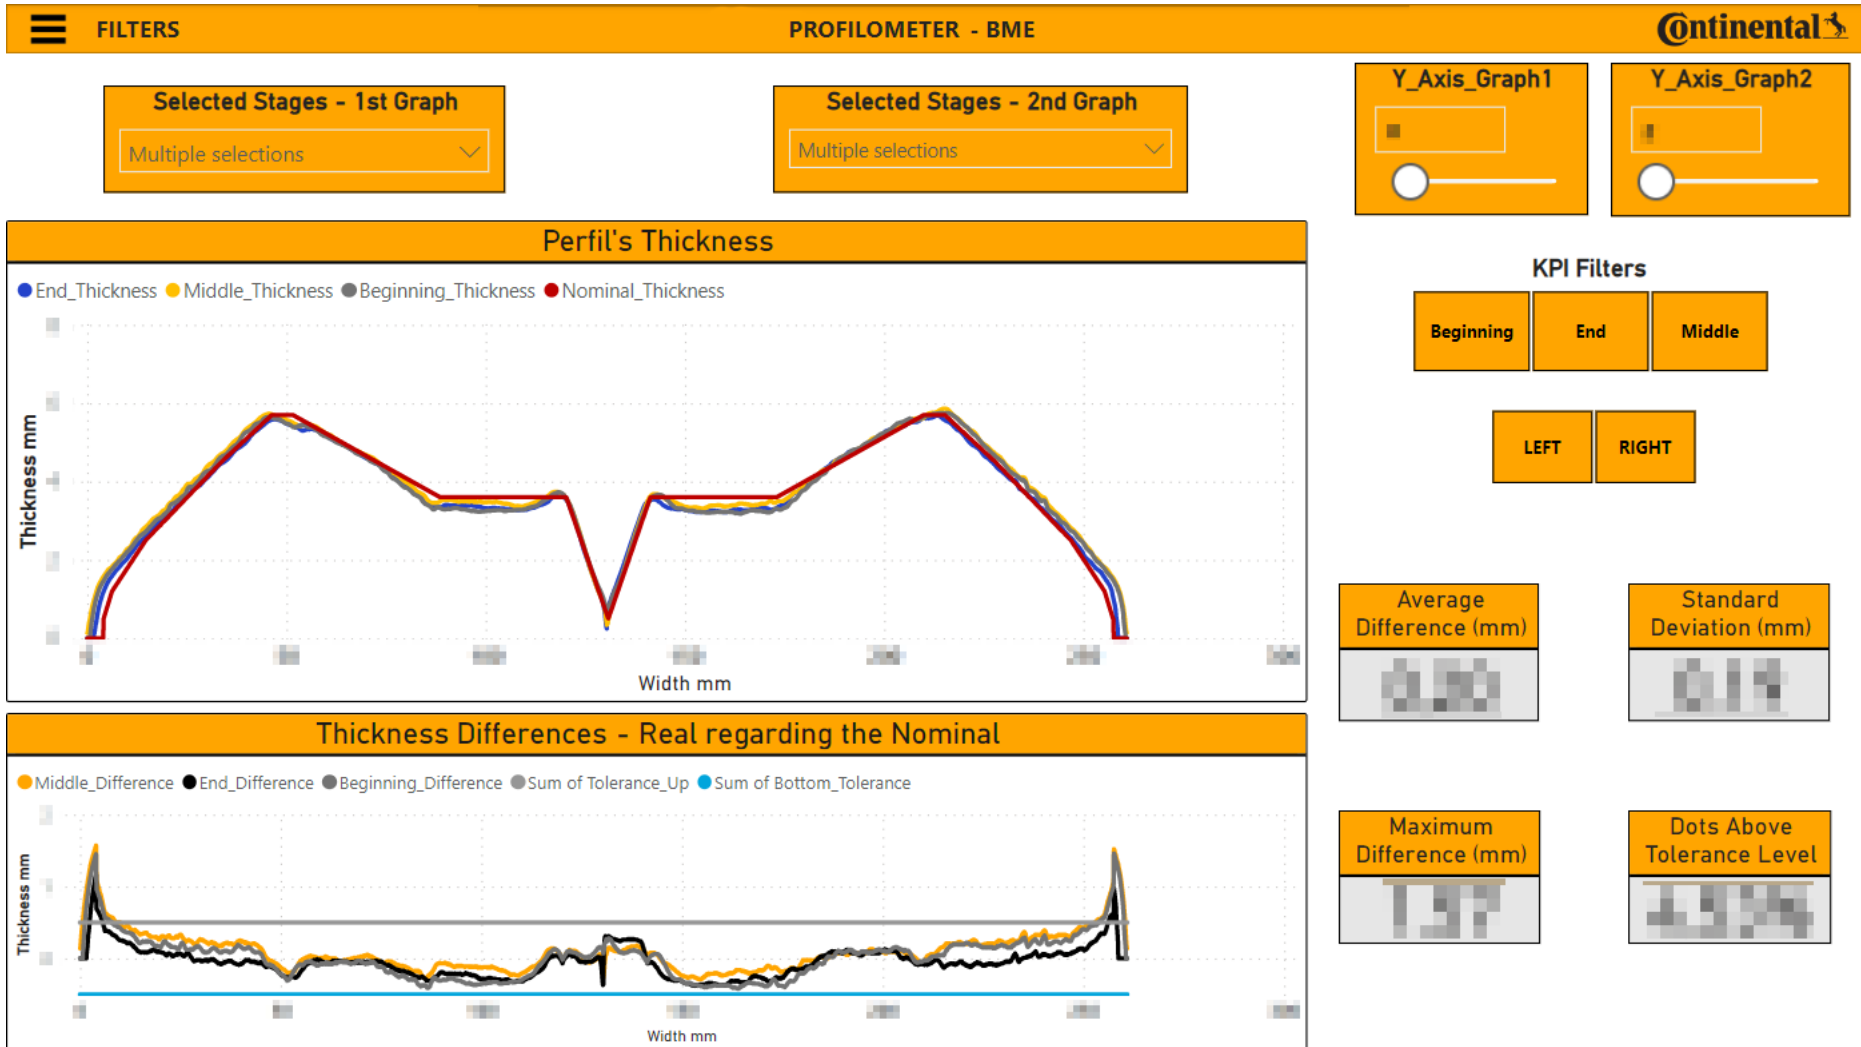 FILTERS
PROFILOMETER - BME
Continental
Selected Stages - 1st Graph
Multiple selections
Selected Stages - 2nd Graph
Multiple selections
Y_Axis_Graph1
Y_Axis_Graph2
Perfil's Thickness
End_Thickness Middle_Thickness Beginning_Thickness Nominal_Thickness
Thickness mm
Width mm
KPI Filters
Beginning
End
Middle
LEFT
RIGHT
Average
Difference (mm)
Standard
Deviation (mm)
Thickness Differences - Real regarding the Nominal
Middle_Difference End_Difference Beginning_Difference Sum of Tolerance_Up Sum of Bottom_Tolerance
Thickness mm
Width mm
Maximum
Difference (mm)
Dots Above
Tolerance Level